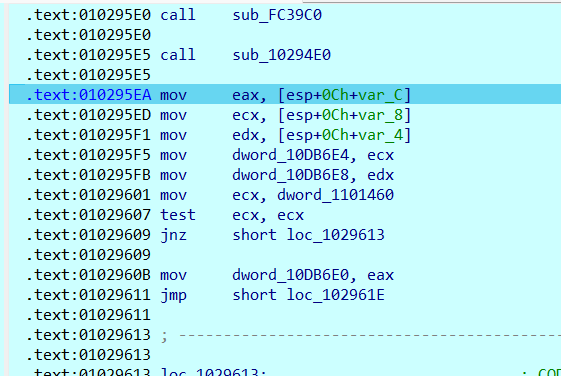 .text:010295E0 call    sub_FC39C0
.text:010295E0
.text:010295E5 call    sub_10294E0
.text:010295E5
.text:010295EA mov     eax, [esp+0Ch+var_C]
.text:010295ED mov     ecx, [esp+0Ch+var_8]
.text:010295F1 mov     edx, [esp+0Ch+var_4]
.text:010295F5 mov     dword_10DB6E4, ecx
.text:010295FB mov     dword_10DB6E8, edx
.text:01029601 mov     ecx, dword_1101460
.text:01029607 test    ecx, ecx
.text:01029609 jnz     short loc_1029613
.text:01029609
.text:0102960B mov     dword_10DB6E0, eax
.text:01029611 jmp     short loc_102961E
.text:01029611
.text:01029613 ; ---------------------------------------------
.text:01029613
.text:01029613 loc_1029613:                            ; COD